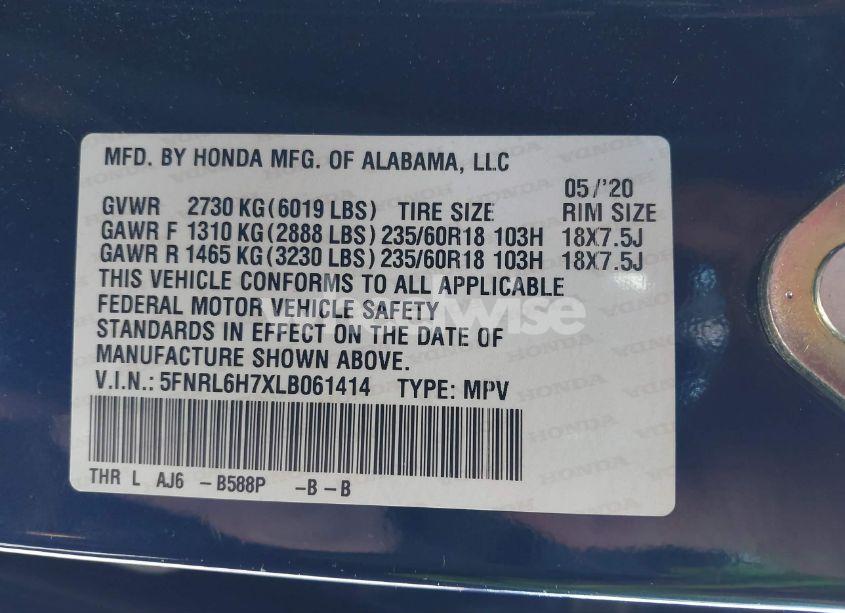 MFD. BY HONDA MFG. OF ALABAMA, LLC
05/'20
GVWR 2730 KG(6019 LBS) TIRE SIZE RIM SIZE
GAWR F 1310 KG(2888 LBS) 235/60R18 103H 18X7.5J
GAWR R 1465 KG(3230 LBS) 235/60R18 103H 18X7.5J
THIS VEHICLE CONFORMS TO ALL APPLICABLE
FEDERAL MOTOR VEHICLE SAFETY
STANDARDS IN EFFECT ON THE DATE OF
MANUFACTURE SHOWN ABOVE.
V.I.N.: 5FNRL6H7XLB061414 TYPE: MPV
THR L AJ6 -B588P -B-B
HONDA